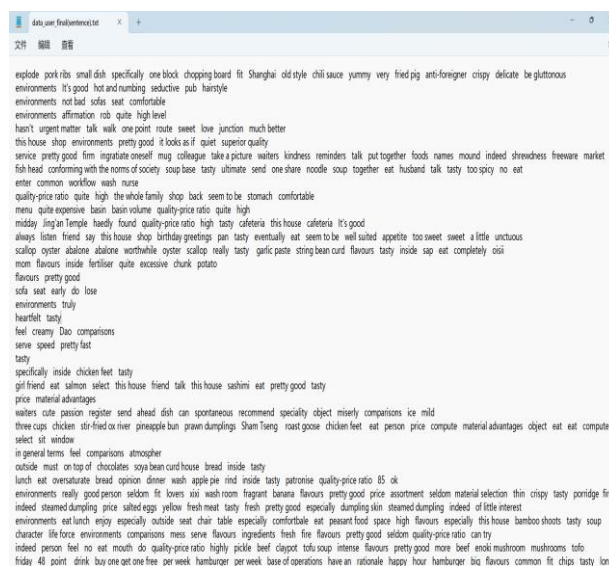 data_user_final(sentence).txt
文件 编辑 查看
explode pork ribs small dish specifically one block chopping board fit Shanghai old style chili sauce yummy very fried pig anti-foreigner crispy delicate be gluttonous
environments It's good hot and numbing seductive pub hairstyle
environments not bad sofas seat comfortable
environments affirmation rob quite high level
hasn't urgent matter talk walk one point route sweet love junction much better
this house shop environments pretty good it looks as if quiet superior quality
service pretty good firm ingratiate oneself mug colleague take a picture waiters kindness reminders talk put together foods names mound indeed shrewdness freeware market
fish head conforming with the norms of society soup base tasty ultimate send one share noodle soup together eat husband talk tasty too spicy no eat
enter common workflow wash nurse
quality-price ratio quite high the whole family shop back seem to be stomach comfortable
menu quite expensive basin basin volume quality-price ratio quite high
midday Jing'an Temple haedly found quality-price ratio high tasty cafeteria this house cafeteria It's good
always listen friend say this house shop birthday greetings pan tasty eventually eat seem to be well suited appetite too sweet sweet a little unctuous
scallop oyster abalone abalone worthwhile oyster scallop really tasty garlic paste string bean curd flavours tasty inside sap eat completely oisii
mom flavours inside fertiliser quite excessive chunk potato
flavours pretty good
sofa seat early do lose
environments truly
heartfelt tasty
feel creamy Dao comparisons
serve speed pretty fast
tasty
specifically inside chicken feet tasty
girl friend eat salmon select this house friend talk this house sashimi eat pretty good tasty
price material advantages
waiters cute passion register send ahead dish can spontaneous recommend speciality object miserly comparisons ice mild
three cups chicken stir-fried ox river pineapple bun prawn dumplings Sham Tseng roast goose chicken feet eat person price compute material advantages object eat eat compute
select sit window
in general terms feel comparisons atmospher
outside must on top of chocolates soya bean curd house bread inside tasty
lunch eat oversaturate bread opinion dinner wash apple pie rind inside tasty patronise quality-price ratio 85 ok
environments really good person seldom fit lovers xixi wash room fragrant banana flavours pretty good price assortment seldom material selection thin crispy tasty porridge fir
indeed steamed dumpling price salted eggs yellow fresh meat tasty fresh pretty good especially dumpling skin steamed dumpling indeed of little interest
environments eat lunch enjoy especially outside seat chair table especially comfortbale eat peasant food space high flavours especially this house bamboo shoots tasty soup
character life force environments comparisons mess serve flavours ingredients fresh fire flavours pretty good seldom quality-price ratio can try
indeed person feel no eat mouth do quality-price ratio highly pickle beef claypot tofu soup intense flavours pretty good more beef enoki mushroom mushrooms tofo
friday 48 point drink buy one get one free per week hamburger per week base of operations have an rationale happy hour hamburger big flavours common fit chips tasty lon